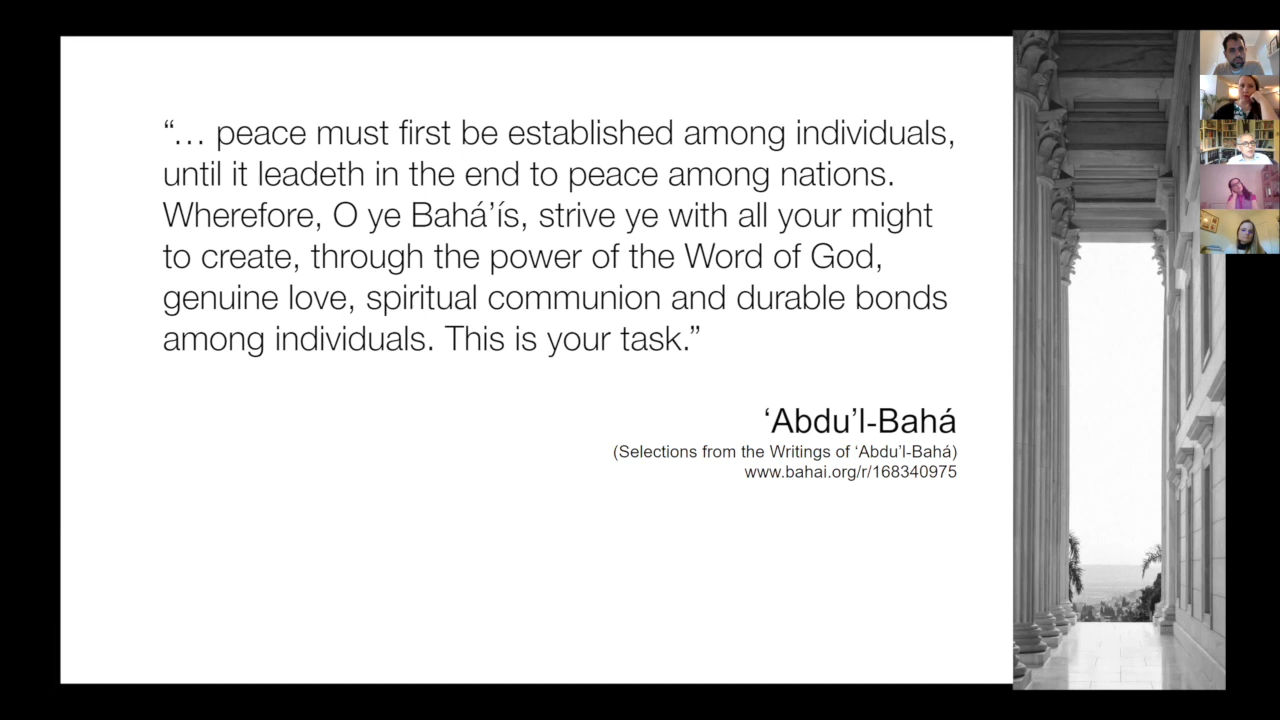 “… peace must first be established among individuals,
until it leadeth in the end to peace among nations.
Wherefore, O ye Bahá’ís, strive ye with all your might
to create, through the power of the Word of God,
genuine love, spiritual communion and durable bonds
among individuals. This is your task.”
‘Abdu’l-Bahá
(Selections from the Writings of ‘Abdu’l-Bahá)
www.bahai.org/r/168340975